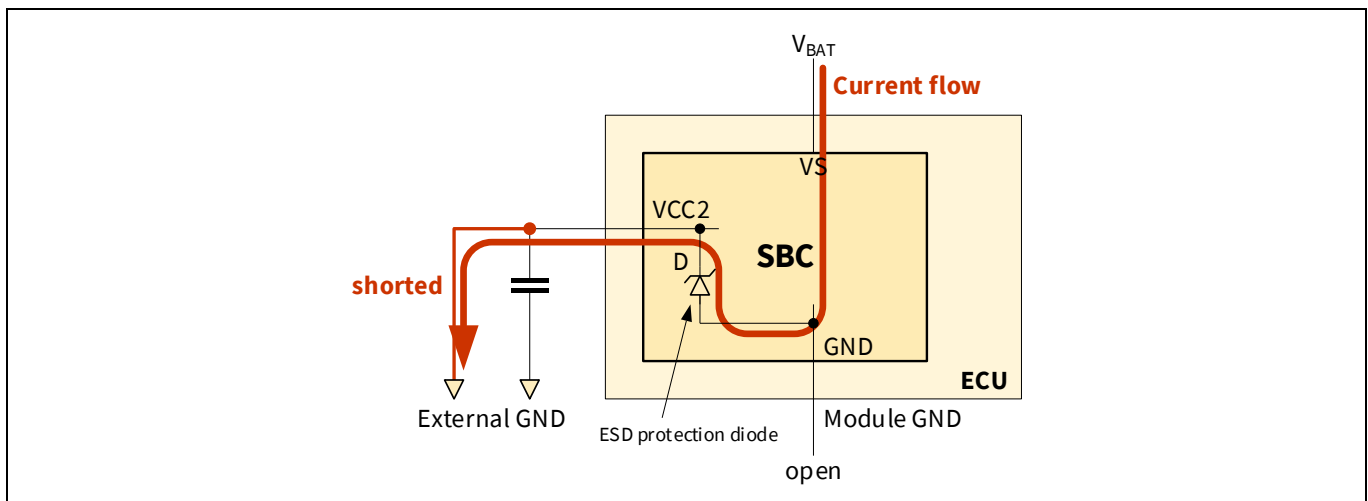 VBAT
Current flow
VS
VCC2
SBC
D
shorted
GND
ECU
External GND
Module GND
ESD protection diode
open